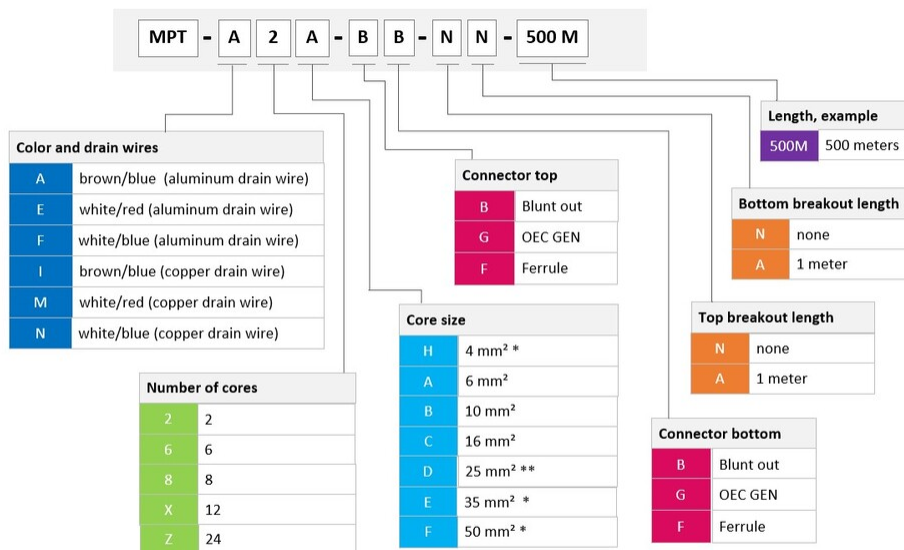 MPT - A 2 A - B B - N N - 500 M
Color and drain wires
A brown/blue (aluminum drain wire)
E white/red (aluminum drain wire)
F white/blue (aluminum drain wire)
I brown/blue (copper drain wire)
M white/red (copper drain wire)
N white/blue (copper drain wire)
Number of cores
2 2
6 6
8 8
X 12
Z 24
Connector top
B Blunt out
G OEC GEN
F Ferrule
Core size
H 4 mm² *
A 6 mm²
B 10 mm²
C 16 mm²
D 25 mm² **
E 35 mm² *
F 50 mm² *
Length, example
500M 500 meters
Bottom breakout length
N none
A 1 meter
Top breakout length
N none
A 1 meter
Connector bottom
B Blunt out
G OEC GEN
F Ferrule